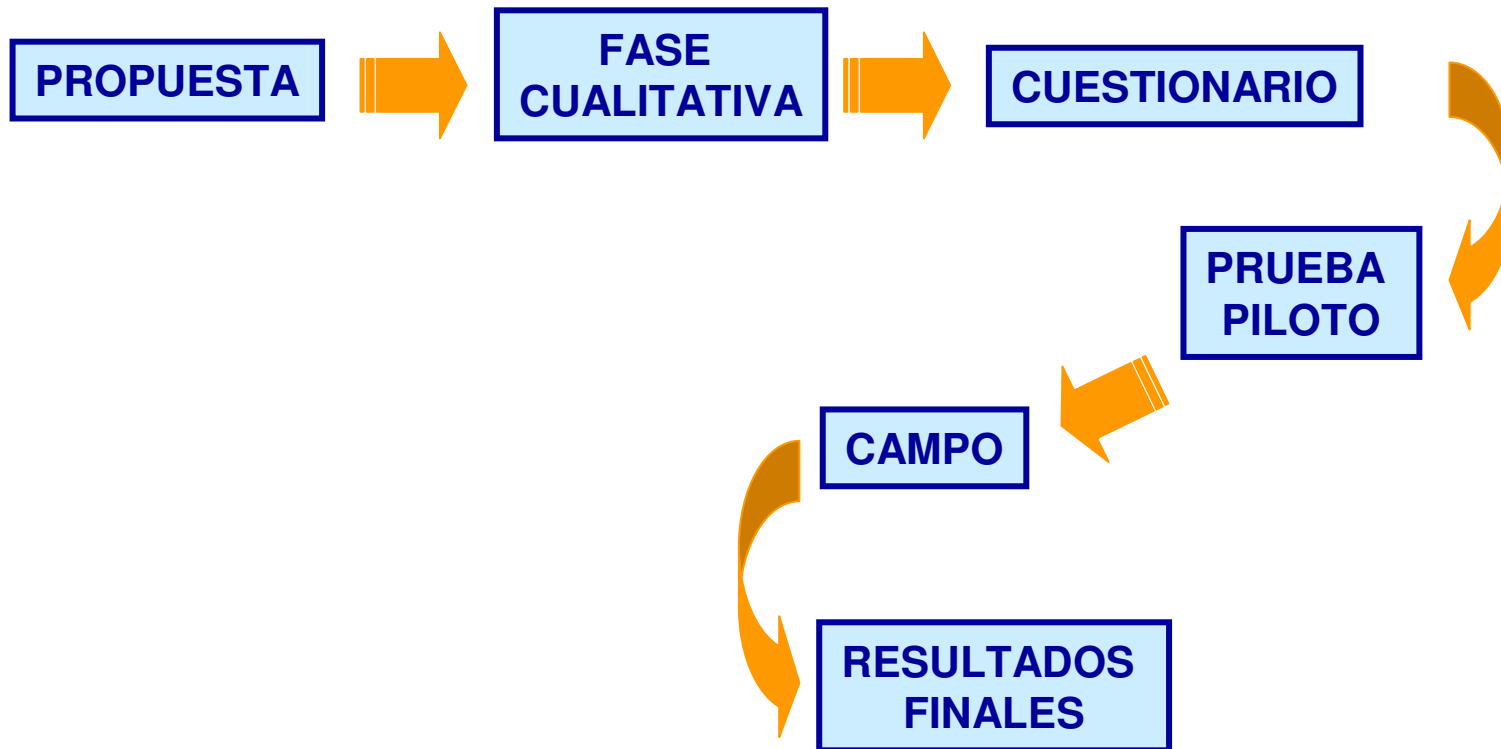 PROPUESTA
FASE
CUALITATIVA
CUESTIONARIO
PRUEBA
PILOTO
CAMPO
RESULTADOS
FINALES